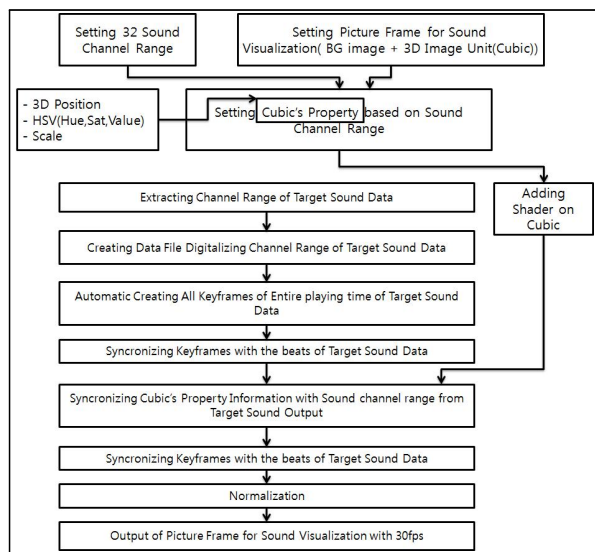 Setting 32 Sound
Channel Range
Setting Picture Frame for Sound
Visualization( BG image + 3D Image Unit(Cubic))
- 3D Position
- HSV(Hue,Sat,Value)
- Scale
Setting Cubic's Property based on Sound
Channel Range
Extracting Channel Range of Target Sound Data
Adding
Shader on
Cubic
Creating Data File Digitalizing Channel Range of Target Sound Data
Automatic Creating All Keyframes of Entire playing time of Target Sound
Data
Syncronizing Keyframes with the beats of Target Sound Data
Syncronizing Cubic's Property Information with Sound channel range from
Target Sound Output
Syncronizing Keyframes with the beats of Target Sound Data
Normalization
Output of Picture Frame for Sound Visualization with 30fps